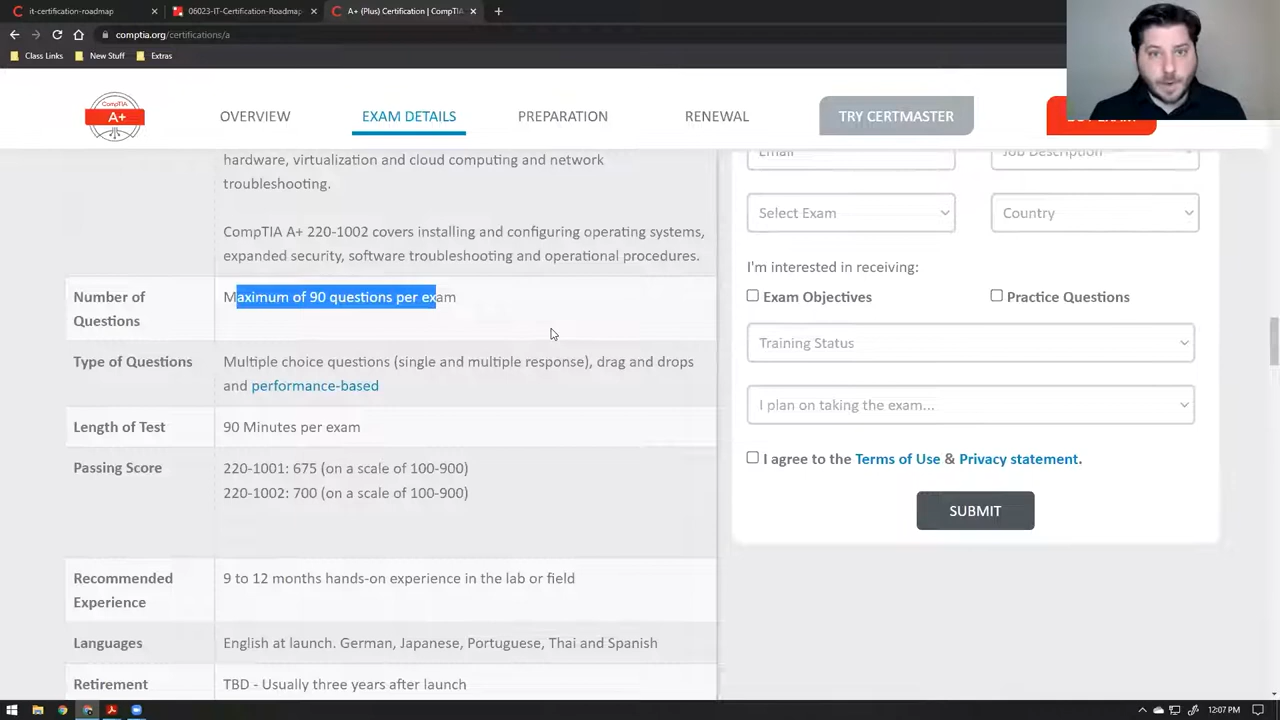 it-certification-roadmap
06023-IT-Certification-Roadmap
A+ (Plus) Certification | CompTIA
comptia.org/certifications/a
Class Links
New Stuff
Extras
CompTIA
A+
OVERVIEW
EXAM DETAILS
PREPARATION
RENEWAL
TRY CERTMASTER
hardware, virtualization and cloud computing and network
troubleshooting.
CompTIA A+ 220-1002 covers installing and configuring operating systems,
expanded security, software troubleshooting and operational procedures.
Number of
Questions
Maximum of 90 questions per exam
Type of Questions
Multiple choice questions (single and multiple response), drag and drops
and performance-based
Length of Test
90 Minutes per exam
Passing Score
220-1001: 675 (on a scale of 100-900)
220-1002: 700 (on a scale of 100-900)
Recommended
Experience
9 to 12 months hands-on experience in the lab or field
Languages
English at launch. German, Japanese, Portuguese, Thai and Spanish
Retirement
TBD - Usually three years after launch
Email
Job Description
Select Exam
Country
I'm interested in receiving:
Exam Objectives
Practice Questions
Training Status
I plan on taking the exam...
I agree to the Terms of Use & Privacy statement.
SUBMIT
12:07 PM